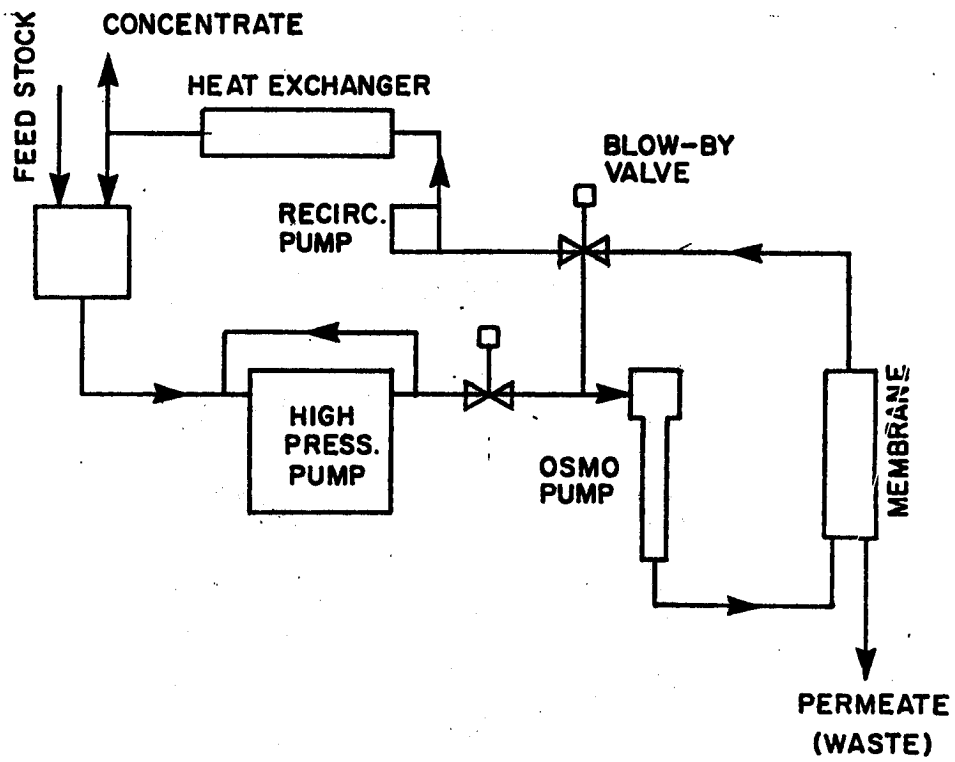 CONCENTRATE
FEED STOCK
HEAT EXCHANGER
BLOW-BY
VALVE
RECIRC.
PUMP
HIGH
PRESS.
PUMP
OSMO
PUMP
MEMBRANE
PERMEATE
(WASTE)